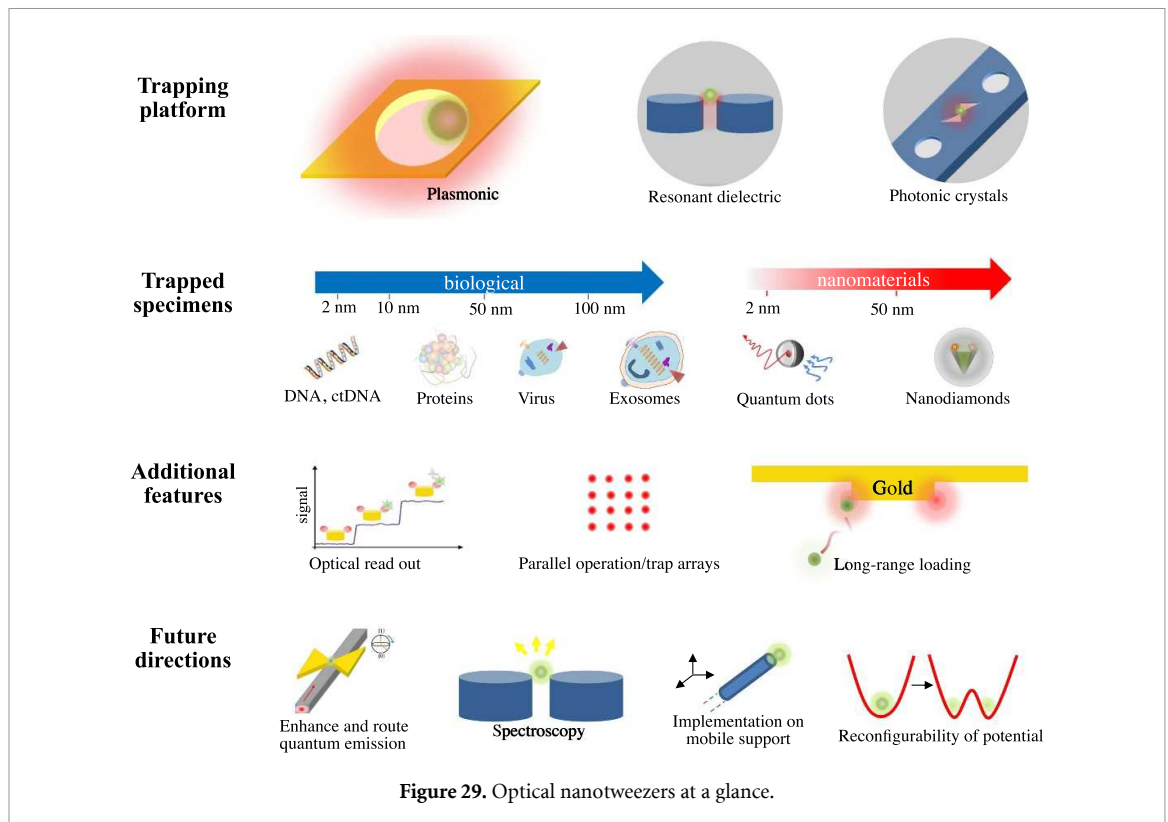 Trapping
platform
Plasmonic
Resonant dielectric
Photonic crystals
Trapped
specimens
biological
2 nm
10 nm
50 nm
100 nm
nanomaterials
2 nm
50 nm
DNA, ctDNA
Proteins
Virus
Exosomes
Quantum dots
Nanodiamonds
Additional
features
signal
Optical read out
Parallel operation/trap arrays
Gold
Long-range loading
Future
directions
Enhance and route
quantum emission
Spectroscopy
Implementation on
mobile support
Reconfigurability of potential
Figure 29. Optical nanotweezers at a glance.